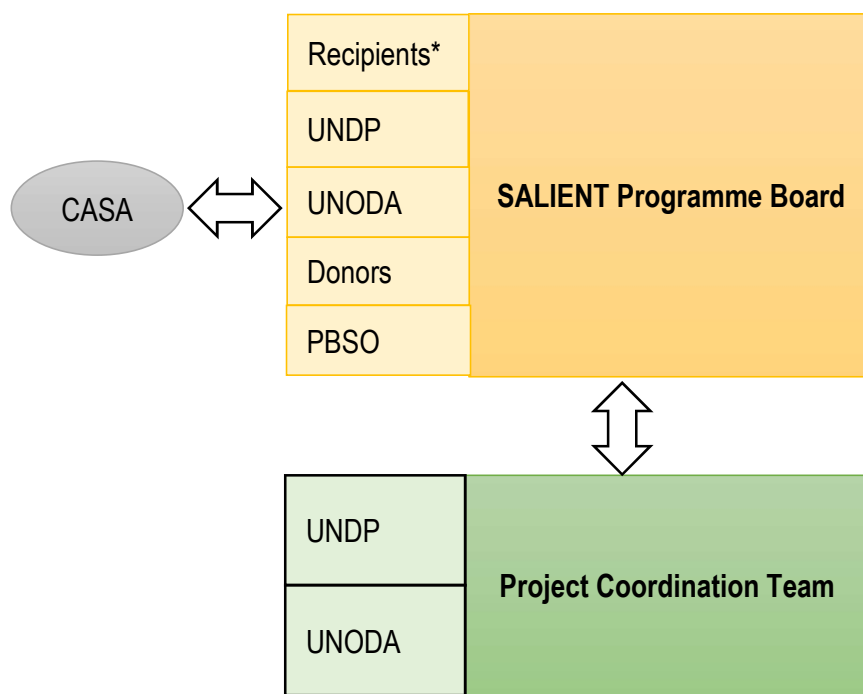 Recipients*
UNDP
CASA
UNODA
SALIENT Programme Board
Donors
PBSO
UNDP
Project Coordination Team
UNODA